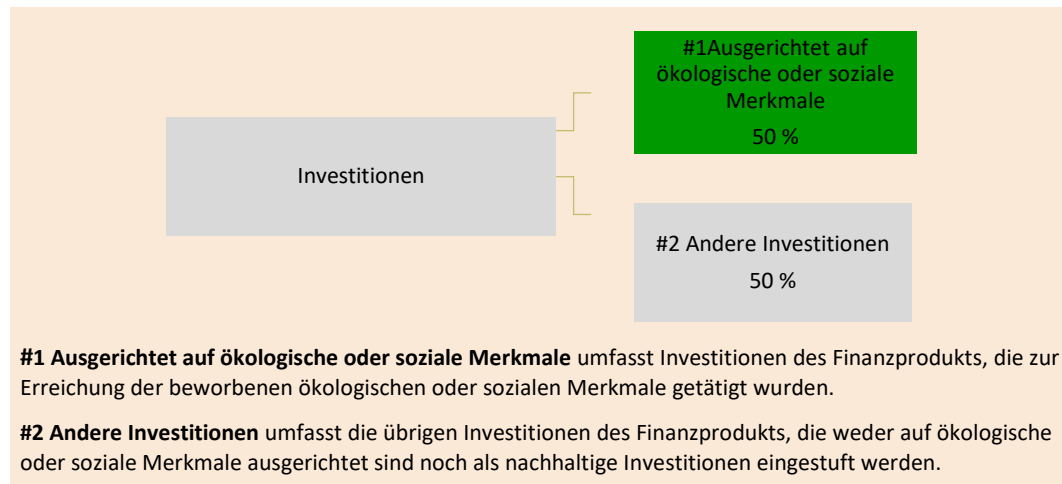 #1Ausgerichtet auf
ökologische oder soziale
Merkmale
50 %
Investitionen
#2 Andere Investitionen
50 %
#1 Ausgerichtet auf ökologische oder soziale Merkmale umfasst Investitionen des Finanzprodukts, die zur
Erreichung der beworbenen ökologischen oder sozialen Merkmale getätigt wurden.
#2 Andere Investitionen umfasst die übrigen Investitionen des Finanzprodukts, die weder auf ökologische
oder soziale Merkmale ausgerichtet sind noch als nachhaltige Investitionen eingestuft werden.